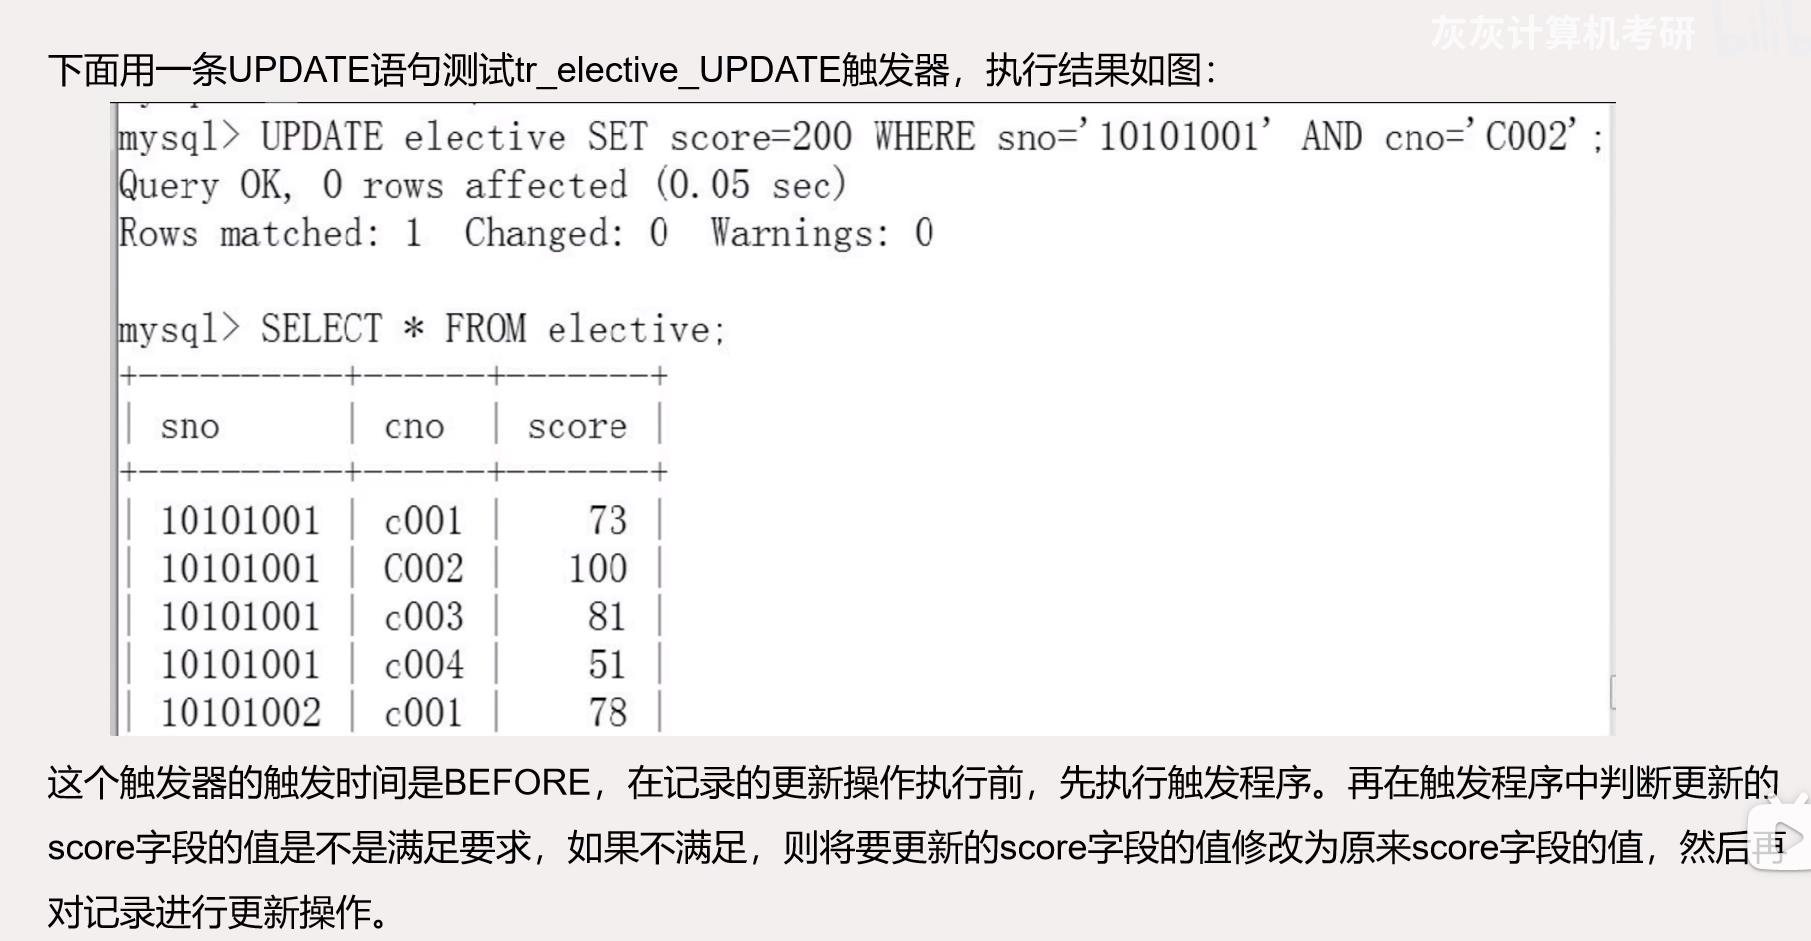 灰灰计算机考研 bilibili
下面用一条UPDATE语句测试tr_elective_UPDATE触发器，执行结果如图：
mysql> UPDATE elective SET score=200 WHERE sno='10101001' AND cno='C002';
Query OK, 0 rows affected (0.05 sec)
Rows matched: 1  Changed: 0  Warnings: 0
mysql> SELECT * FROM elective;
+----------+------+-------+
| sno      | cno  | score |
+----------+------+-------+
| 10101001 | c001 |    73 |
| 10101001 | C002 |   100 |
| 10101001 | c003 |    81 |
| 10101001 | c004 |    51 |
| 10101002 | c001 |    78 |
这个触发器的触发时间是BEFORE，在记录的更新操作执行前，先执行触发程序。再在触发程序中判断更新的
score字段的值是不是满足要求，如果不满足，则将要更新的score字段的值修改为原来score字段的值，然后再
对记录进行更新操作。